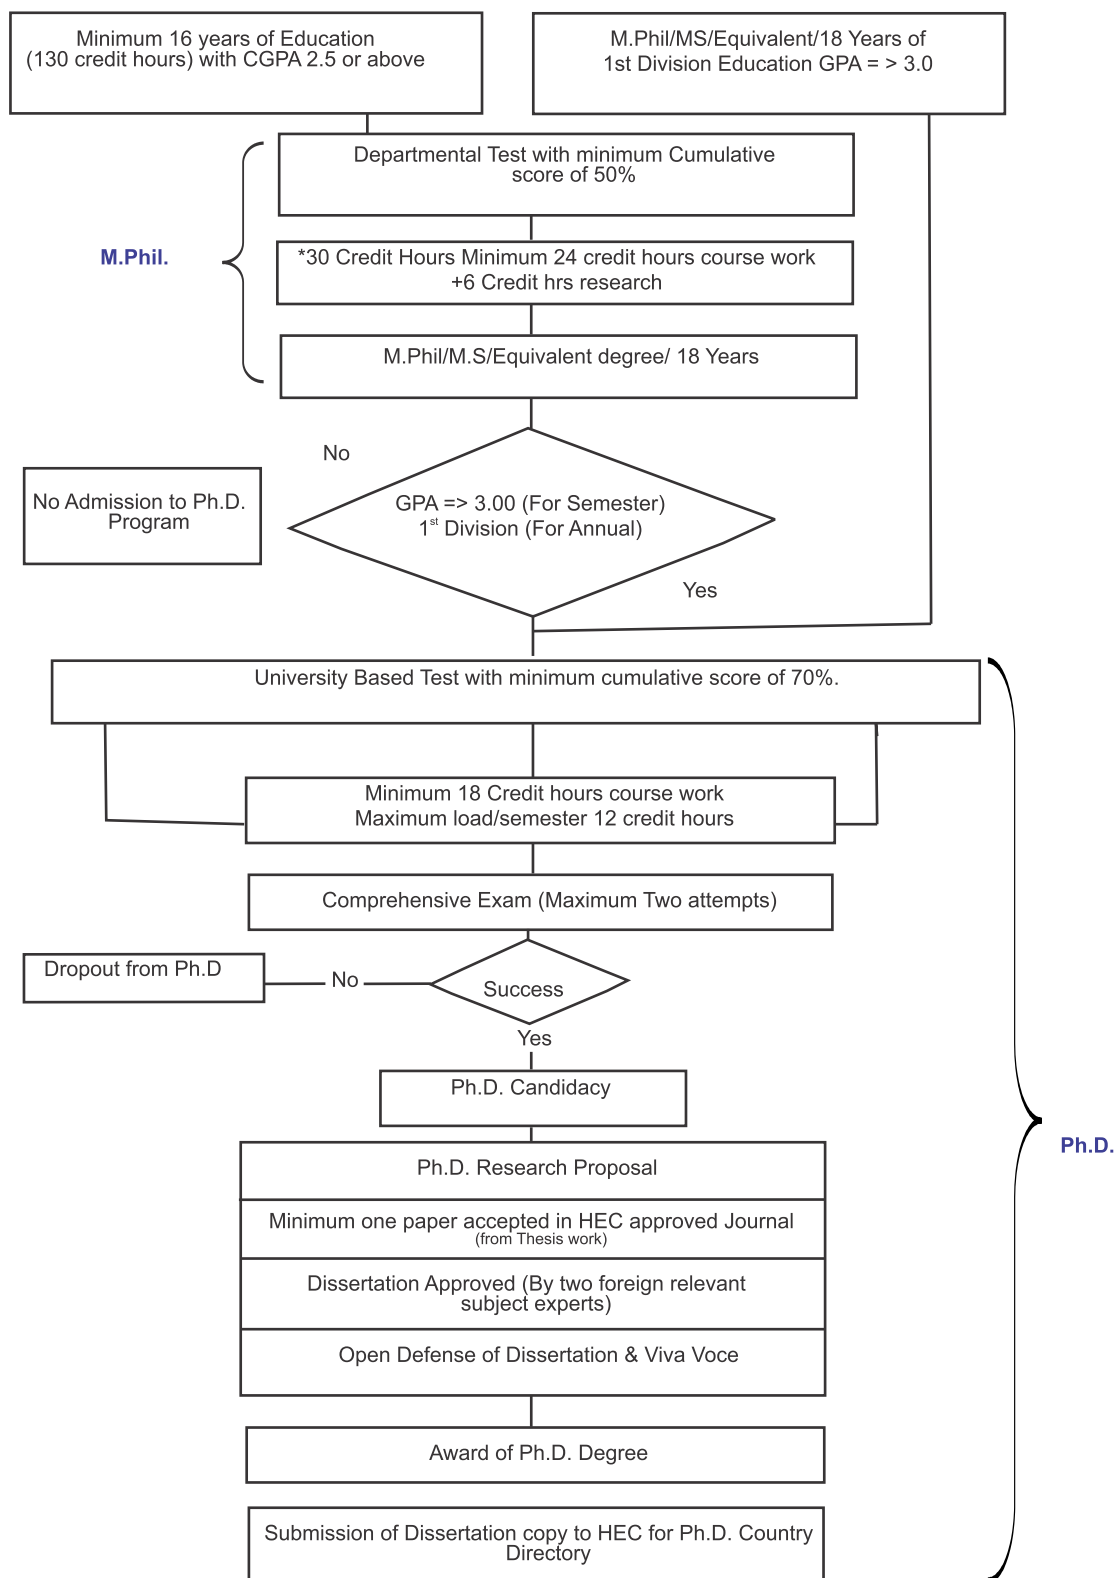 Minimum 16 years of Education
(130 credit hours) with CGPA 2.5 or above
M.Phil/MS/Equivalent/18 Years of
1st Division Education GPA = > 3.0
Departmental Test with minimum Cumulative
score of 50%
M.Phil.
*30 Credit Hours Minimum 24 credit hours course work
+6 Credit hrs research
M.Phil/M.S/Equivalent degree/ 18 Years
No
No Admission to Ph.D.
Program
GPA => 3.00 (For Semester)
1st Division (For Annual)
Yes
University Based Test with minimum cumulative score of 70%.
Minimum 18 Credit hours course work
Maximum load/semester 12 credit hours
Comprehensive Exam (Maximum Two attempts)
Dropout from Ph.D
No
Success
Yes
Ph.D. Candidacy
Ph.D.
Ph.D. Research Proposal
Minimum one paper accepted in HEC approved Journal
(from Thesis work)
Dissertation Approved (By two foreign relevant
subject experts)
Open Defense of Dissertation & Viva Voce
Award of Ph.D. Degree
Submission of Dissertation copy to HEC for Ph.D. Country
Directory